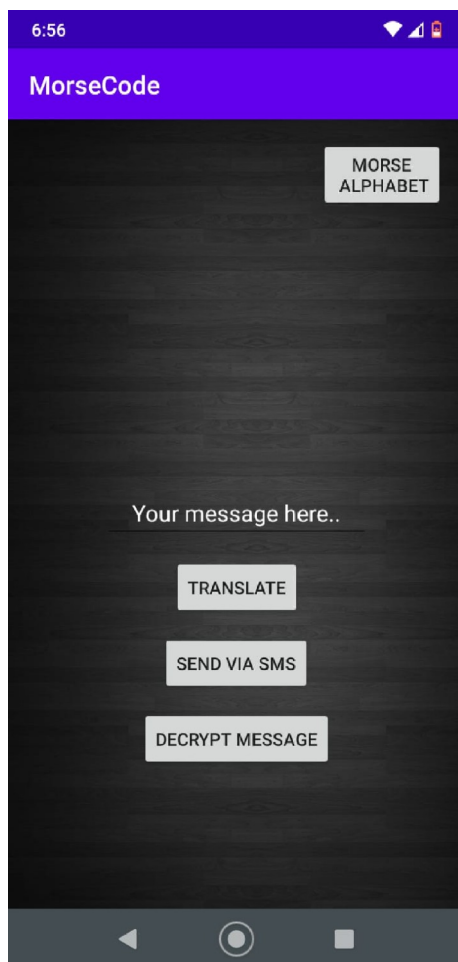 6:56
MorseCode
MORSE
ALPHABET
Your message here..
TRANSLATE
SEND VIA SMS
DECRYPT MESSAGE